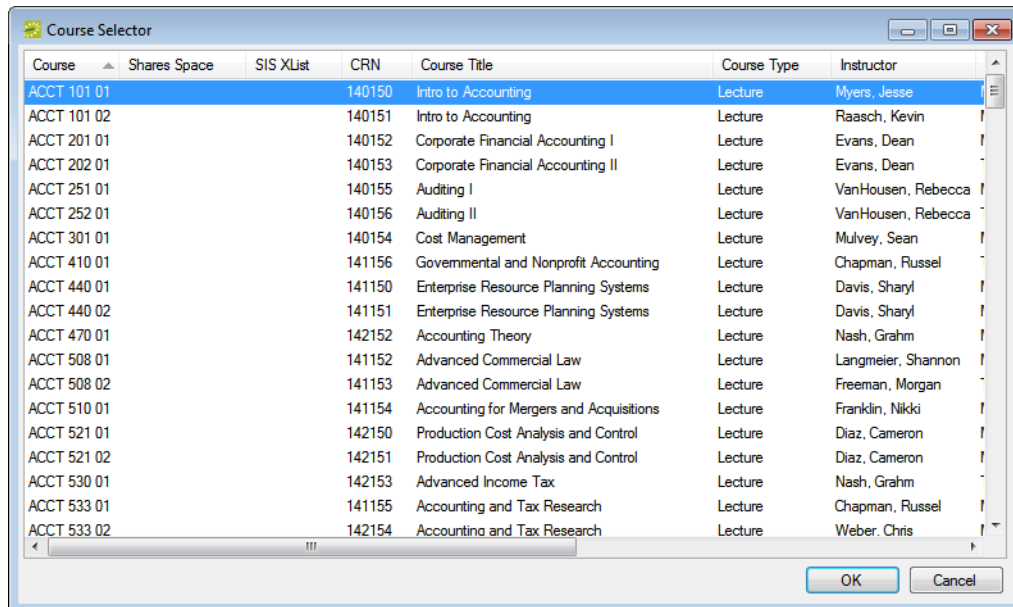 Course Selector
Course Shares Space SIS XList CRN Course Title Course Type Instructor
ACCT 101 01 140150 Intro to Accounting Lecture Myers, Jesse
ACCT 101 02 140151 Intro to Accounting Lecture Raasch, Kevin
ACCT 201 01 140152 Corporate Financial Accounting I Lecture Evans, Dean
ACCT 202 01 140153 Corporate Financial Accounting II Lecture Evans, Dean
ACCT 251 01 140155 Auditing I Lecture VanHousen, Rebecca
ACCT 252 01 140156 Auditing II Lecture VanHousen, Rebecca
ACCT 301 01 140154 Cost Management Lecture Mulvey, Sean
ACCT 410 01 141156 Governmental and Nonprofit Accounting Lecture Chapman, Russel
ACCT 440 01 141150 Enterprise Resource Planning Systems Lecture Davis, Sharyl
ACCT 440 02 141151 Enterprise Resource Planning Systems Lecture Davis, Sharyl
ACCT 470 01 142152 Accounting Theory Lecture Nash, Grahm
ACCT 508 01 141152 Advanced Commercial Law Lecture Langmeier, Shannon
ACCT 508 02 141153 Advanced Commercial Law Lecture Freeman, Morgan
ACCT 510 01 141154 Accounting for Mergers and Acquisitions Lecture Franklin, Nikki
ACCT 521 01 142150 Production Cost Analysis and Control Lecture Diaz, Cameron
ACCT 521 02 142151 Production Cost Analysis and Control Lecture Diaz, Cameron
ACCT 530 01 142153 Advanced Income Tax Lecture Nash, Grahm
ACCT 533 01 141155 Accounting and Tax Research Lecture Chapman, Russel
ACCT 533 02 142154 Accounting and Tax Research Lecture Weber, Chris
OK Cancel